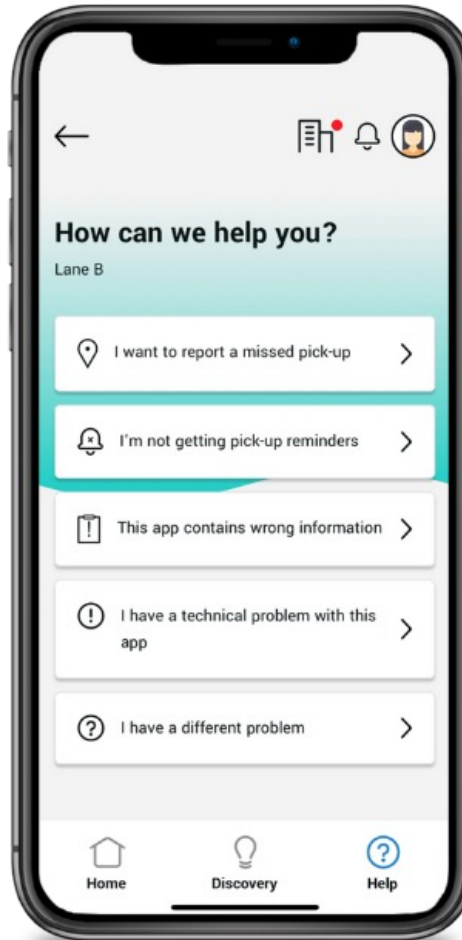 How can we help you?
Lane B
I want to report a missed pick-up
I'm not getting pick-up reminders
This app contains wrong information
I have a technical problem with this
app
I have a different problem
Home
Discovery
Help